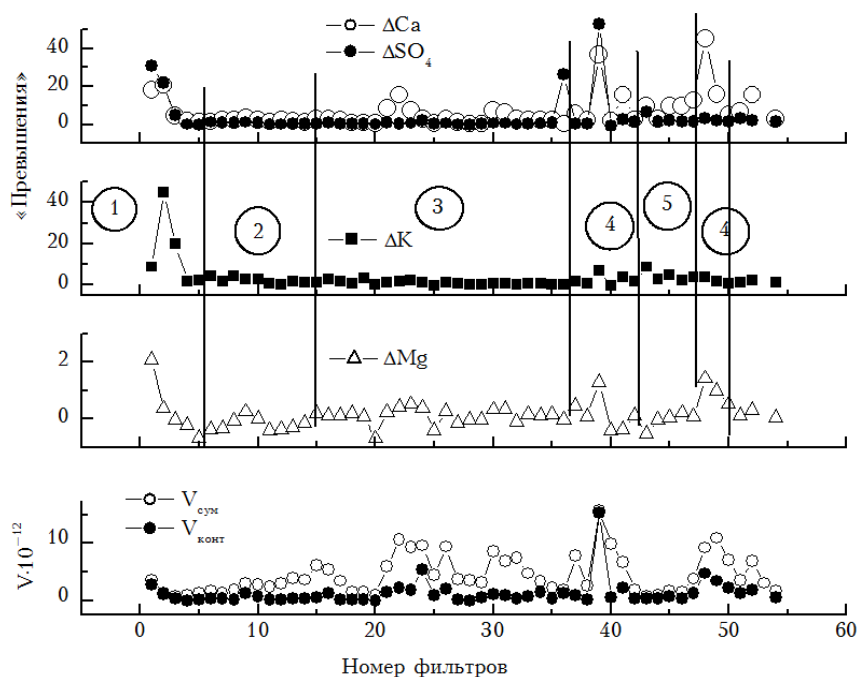 «Превышения»
40
20
0
ΔCa
ΔSO₄
40
20
0
1
2
3
4
5
4
ΔK
2
0
ΔMg
V·10⁻¹²
10
0
Vсум
Vконт
0 10 20 30 40 50 60
Номер фильтров